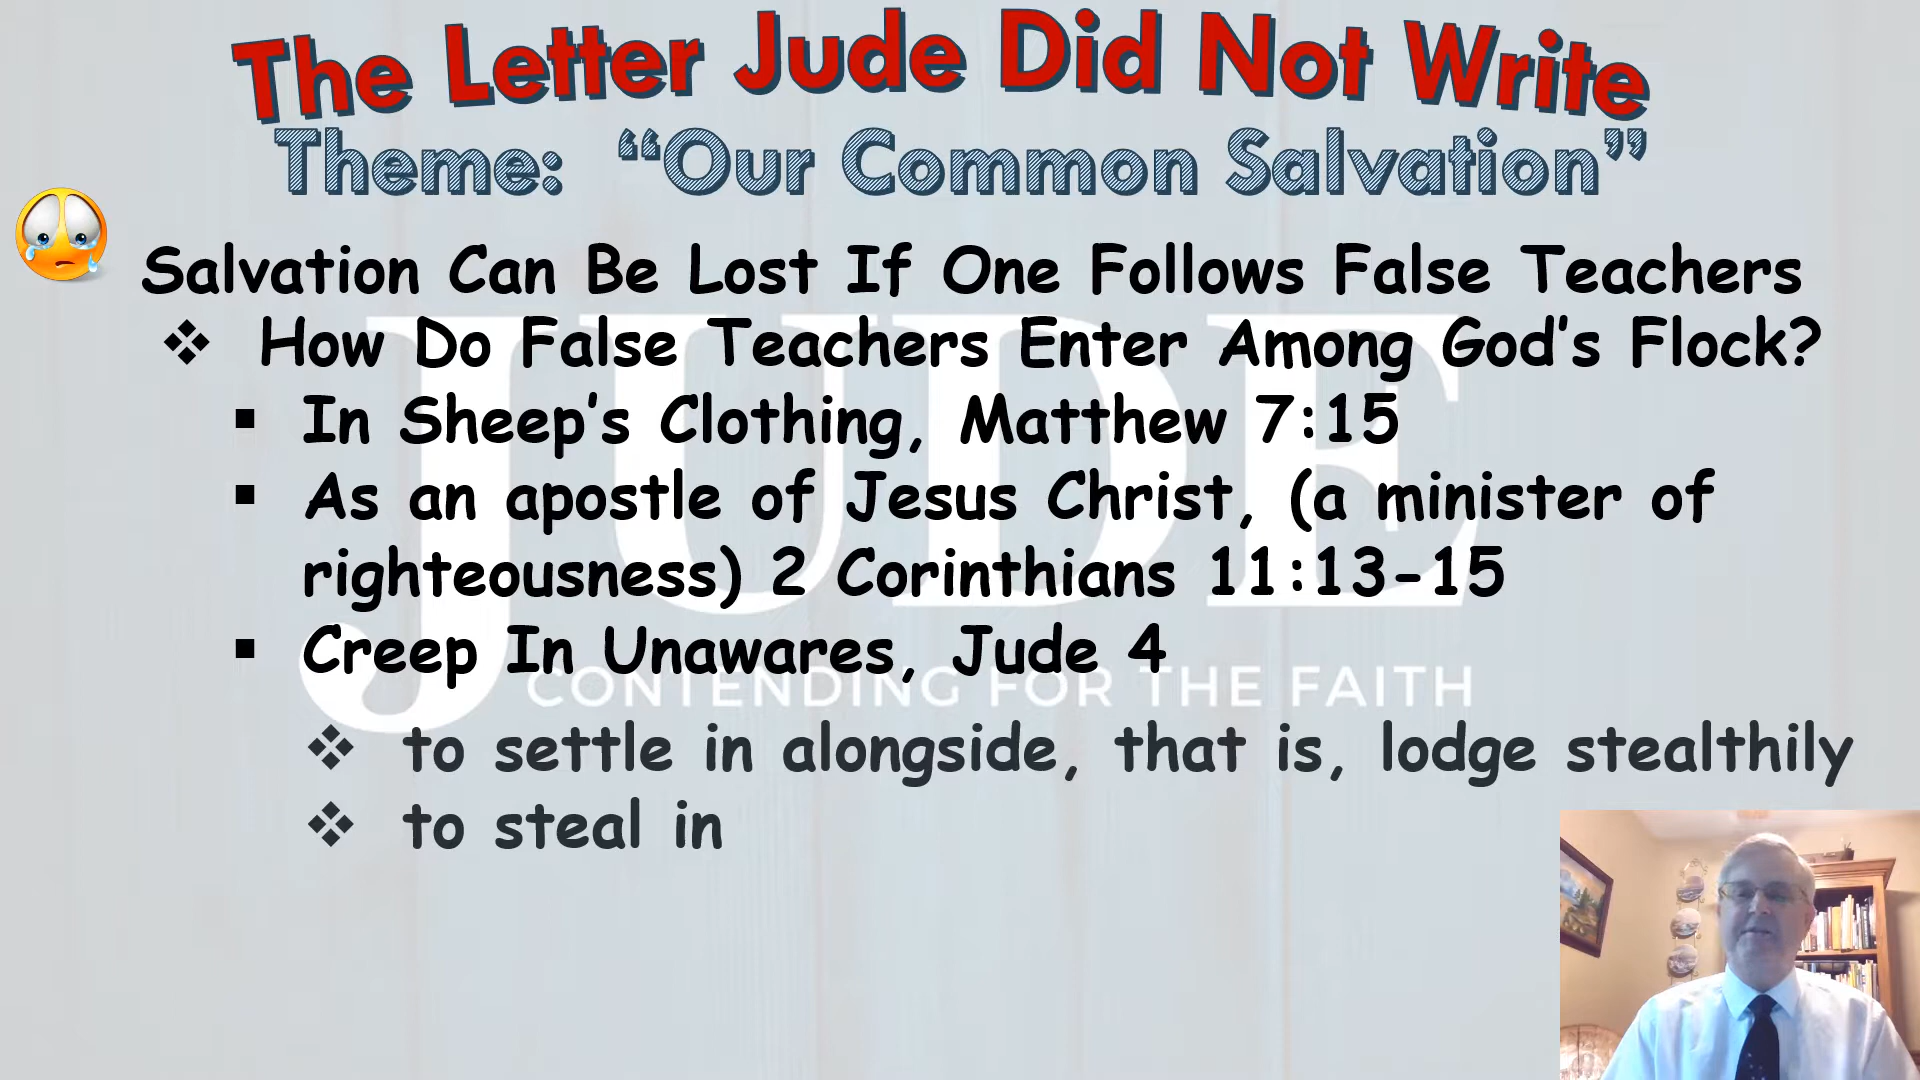 The Letter Jude Did Not Write
Theme: “Our Common Salvation”
Salvation Can Be Lost If One Follows False Teachers
❖ How Do False Teachers Enter Among God’s Flock?
▪ In Sheep’s Clothing, Matthew 7:15
▪ As an apostle of Jesus Christ, (a minister of
righteousness) 2 Corinthians 11:13-15
▪ Creep In Unawares, Jude 4
JUDE
CONTENDING FOR THE FAITH
❖ to settle in alongside, that is, lodge stealthily
❖ to steal in